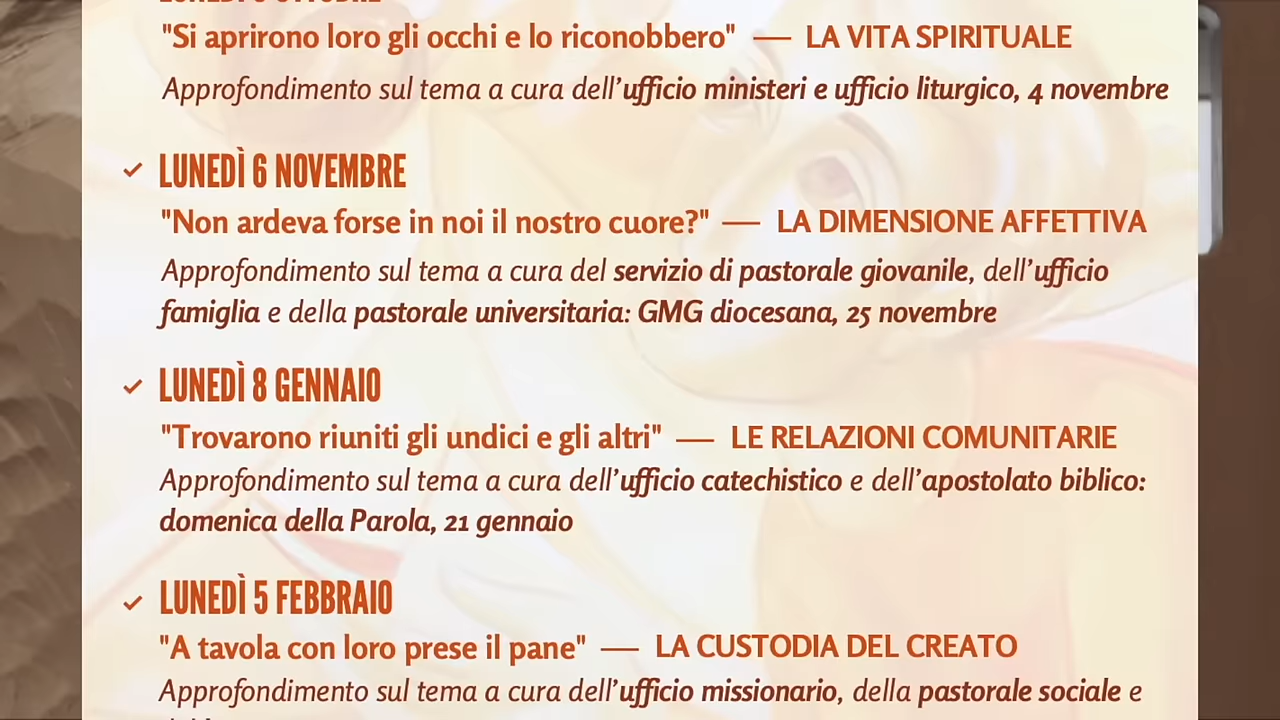 "Si aprirono loro gli occhi e lo riconobbero" — LA VITA SPIRITUALE
Approfondimento sul tema a cura dell'ufficio ministeri e ufficio liturgico, 4 novembre
✓ LUNEDÌ 6 NOVEMBRE
"Non ardeva forse in noi il nostro cuore?" — LA DIMENSIONE AFFETTIVA
Approfondimento sul tema a cura del servizio di pastorale giovanile, dell'ufficio
famiglia e della pastorale universitaria: GMG diocesana, 25 novembre
✓ LUNEDÌ 8 GENNAIO
"Trovarono riuniti gli undici e gli altri" — LE RELAZIONI COMUNITARIE
Approfondimento sul tema a cura dell'ufficio catechistico e dell'apostolato biblico:
domenica della Parola, 21 gennaio
✓ LUNEDÌ 5 FEBBRAIO
"A tavola con loro prese il pane" — LA CUSTODIA DEL CREATO
Approfondimento sul tema a cura dell'ufficio missionario, della pastorale sociale e